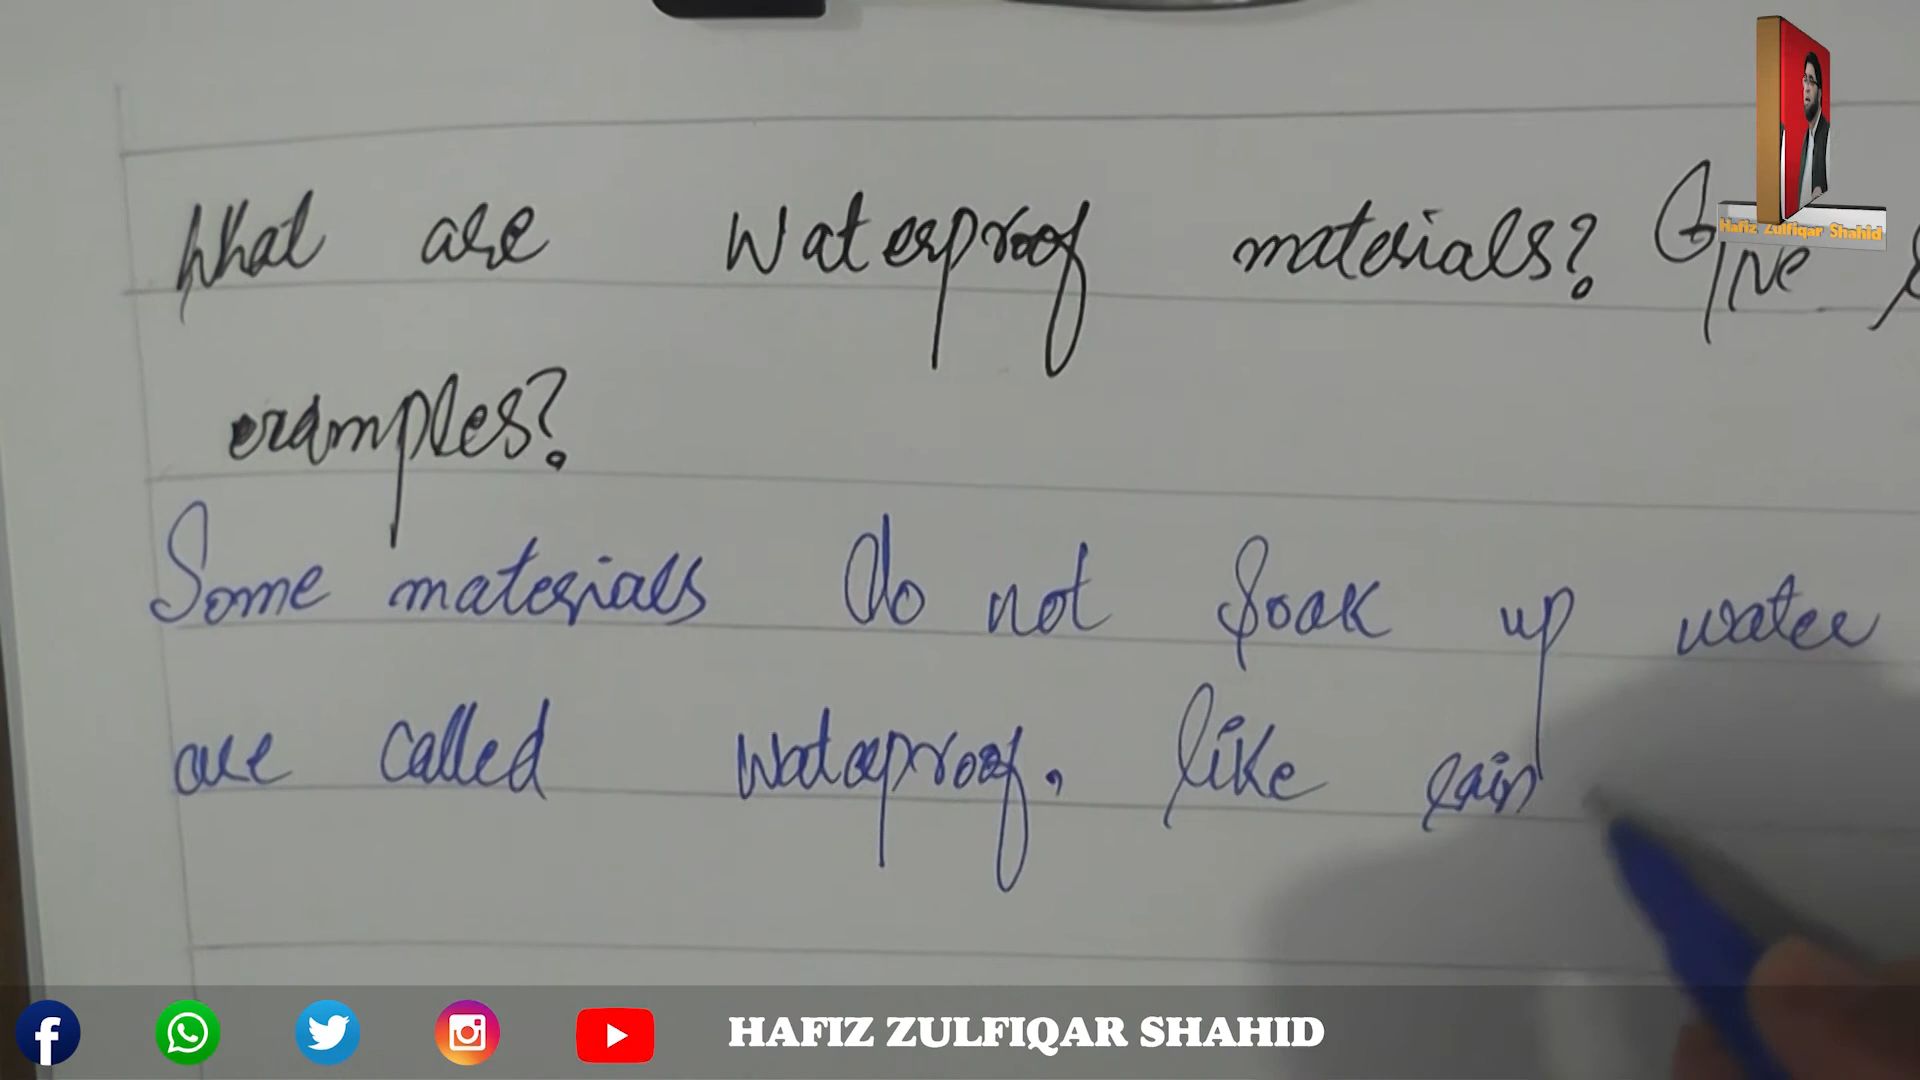 What are Waterproof materials? Give
examples?
Some materials do not soak up water
are called waterproof. like rain
Hafiz Zulfiqar Shahid
HAFIZ ZULFIQAR SHAHID